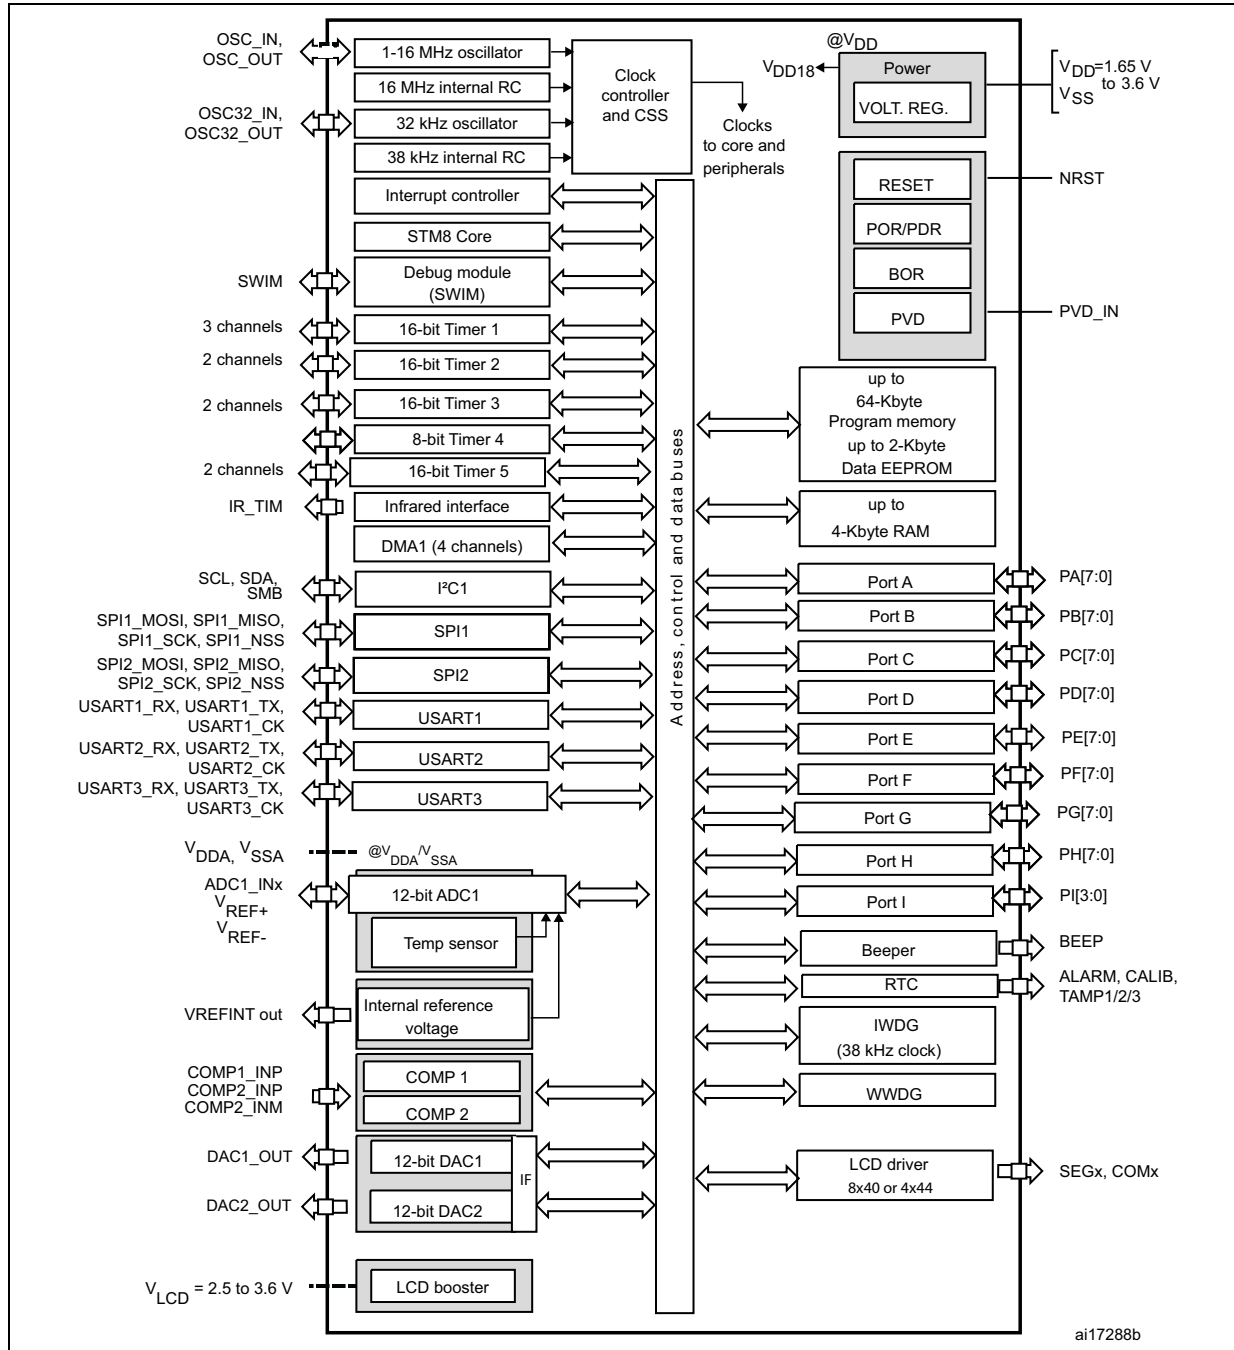 OSC_IN,
OSC_OUT
1-16 MHz oscillator
16 MHz internal RC
OSC32_IN,
OSC32_OUT
32 kHz oscillator
38 kHz internal RC
Clock
controller
and CSS
Clocks
to core and
peripherals
@VDD
VDD18
Power
VOLT. REG.
VDD=1.65 V
to 3.6 V
VSS
RESET
NRST
POR/PDR
BOR
PVD
PVD_IN
Interrupt controller
STM8 Core
SWIM
Debug module
(SWIM)
3 channels
16-bit Timer 1
2 channels
16-bit Timer 2
2 channels
16-bit Timer 3
8-bit Timer 4
2 channels
16-bit Timer 5
IR_TIM
Infrared interface
DMA1 (4 channels)
SCL, SDA,
SMB
I²C1
SPI1_MOSI, SPI1_MISO,
SPI1_SCK, SPI1_NSS
SPI1
SPI2_MOSI, SPI2_MISO,
SPI2_SCK, SPI2_NSS
SPI2
USART1_RX, USART1_TX,
USART1_CK
USART1
USART2_RX, USART2_TX,
USART2_CK
USART2
USART3_RX, USART3_TX,
USART3_CK
USART3
VDDA, VSSA
@VDDA/VSSA
ADC1_INx
VREF+
VREF-
12-bit ADC1
Temp sensor
VREFINT out
Internal reference
voltage
COMP1_INP
COMP2_INP
COMP2_INM
COMP 1
COMP 2
DAC1_OUT
12-bit DAC1
IF
DAC2_OUT
12-bit DAC2
VLCD = 2.5 to 3.6 V
LCD booster
Address, control and data buses
up to
64-Kbyte
Program memory
up to 2-Kbyte
Data EEPROM
up to
4-Kbyte RAM
Port A
PA[7:0]
Port B
PB[7:0]
Port C
PC[7:0]
Port D
PD[7:0]
Port E
PE[7:0]
Port F
PF[7:0]
Port G
PG[7:0]
Port H
PH[7:0]
Port I
PI[3:0]
Beeper
BEEP
RTC
ALARM, CALIB,
TAMP1/2/3
IWDG
(38 kHz clock)
WWDG
LCD driver
8x40 or 4x44
SEGx, COMx
ai17288b